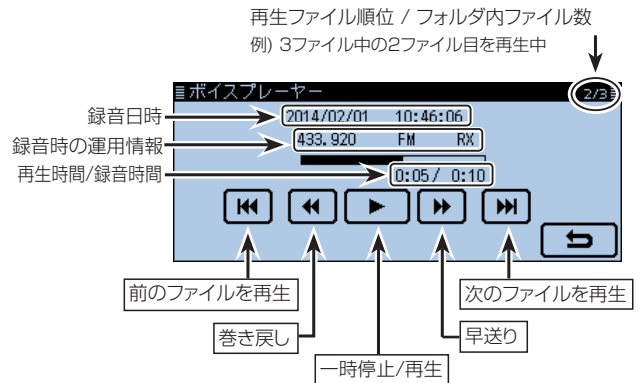 再生ファイル順位 / フォルダ内ファイル数
例) 3ファイル中の2ファイル目を再生中
ボイスプレーヤー 2/3
録音日時
2014/02/01 10:46:06
録音時の運用情報
433.920 FM RX
再生時間/録音時間
0:05/ 0:10
前のファイルを再生
次のファイルを再生
巻き戻し
早送り
一時停止/再生